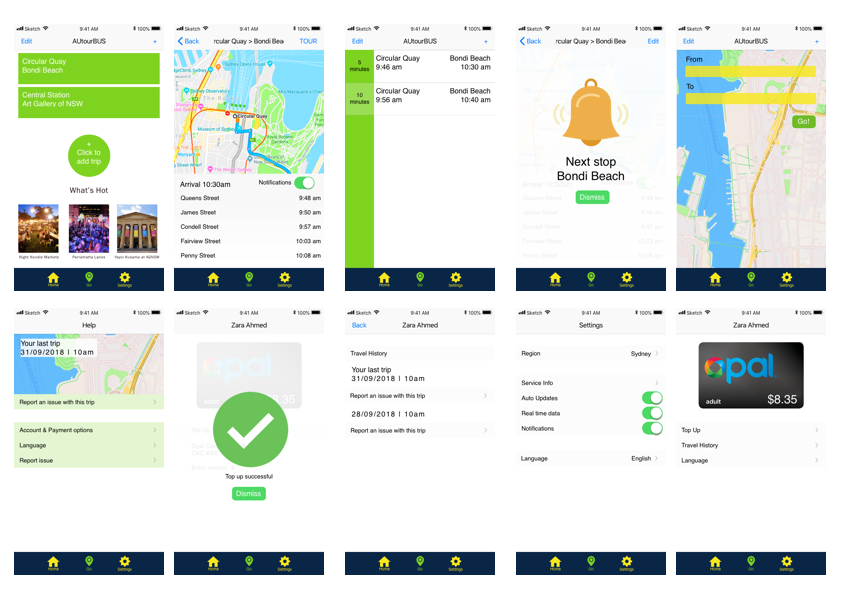 Sketch 9:41 AM 100%
Edit AUtourBUS +
Circular Quay
Bondi Beach
Central Station
Art Gallery of NSW
+
Click to
add trip
What's Hot
Night Noodle Markets
Parramatta Lanes
Yayoi Kusama at AGNSW
Home Go Settings
Sketch 9:41 AM 100%
Back rcular Quay > Bondi Bea TOUR
Sydney Opera House
Sydney Observatory
Mrs Macquarie's Chair
Circular Quay
Museum of Sydney
Arrival 10:30am Notifications
Queens Street 9:48 am
James Street 9:50 am
Condell Street 9:57 am
Fairview Street 10:03 am
Penny Street 10:08 am
Home Go Settings
Sketch 9:41 AM 100%
Edit AUtourBUS +
5
minutes
Circular Quay Bondi Beach
9:46 am 10:30 am
10
minutes
Circular Quay Bondi Beach
9:56 am 10:40 am
Home Go Settings
Sketch 9:41 AM 100%
Back rcular Quay > Bondi Bea Edit
Next stop
Bondi Beach
Dismiss
Home Go Settings
Sketch 9:41 AM 100%
Edit AUtourBUS +
From
To
Go!
Home Go Settings
Sketch 9:41 AM 100%
Help
Your last trip
31/09/2018 | 10am
Report an issue with this trip
Account & Payment options
Language
Report issue
Home Go Settings
Sketch 9:41 AM 100%
Zara Ahmed
8.35
Top up successful
Dismiss
Home Go Settings
Sketch 9:41 AM 100%
Back Zara Ahmed
Travel History
Your last trip
31/09/2018 | 10am
Report an issue with this trip
28/09/2018 | 10am
Report an issue with this trip
Home Go Settings
Sketch 9:41 AM 100%
Settings
Region Sydney
Service Info
Auto Updates
Real time data
Notifications
Language English
Home Go Settings
Sketch 9:41 AM 100%
Zara Ahmed
opal
adult $8.35
Top Up
Travel History
Language
Home Go Settings